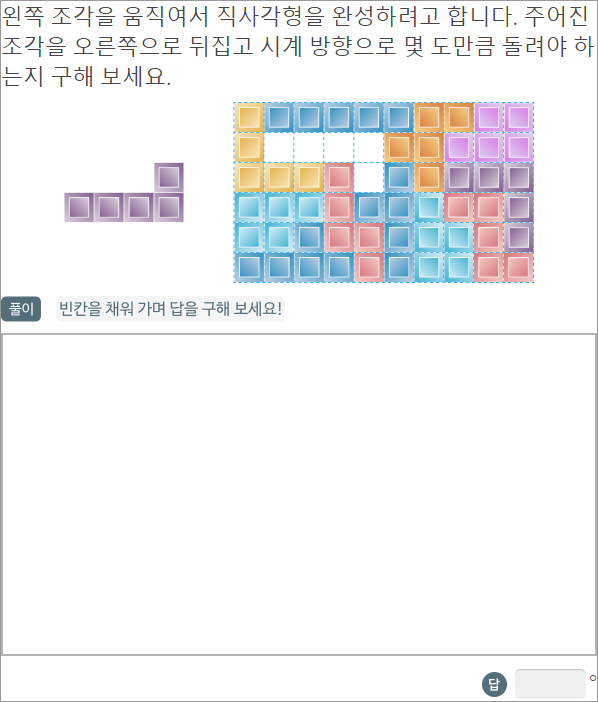 왼쪽 조각을 움직여서 직사각형을 완성하려고 합니다. 주어진
조각을 오른쪽으로 뒤집고 시계 방향으로 몇 도만큼 돌려야 하
는지 구해 보세요.
풀이 빈칸을 채워 가며 답을 구해 보세요!
답 °